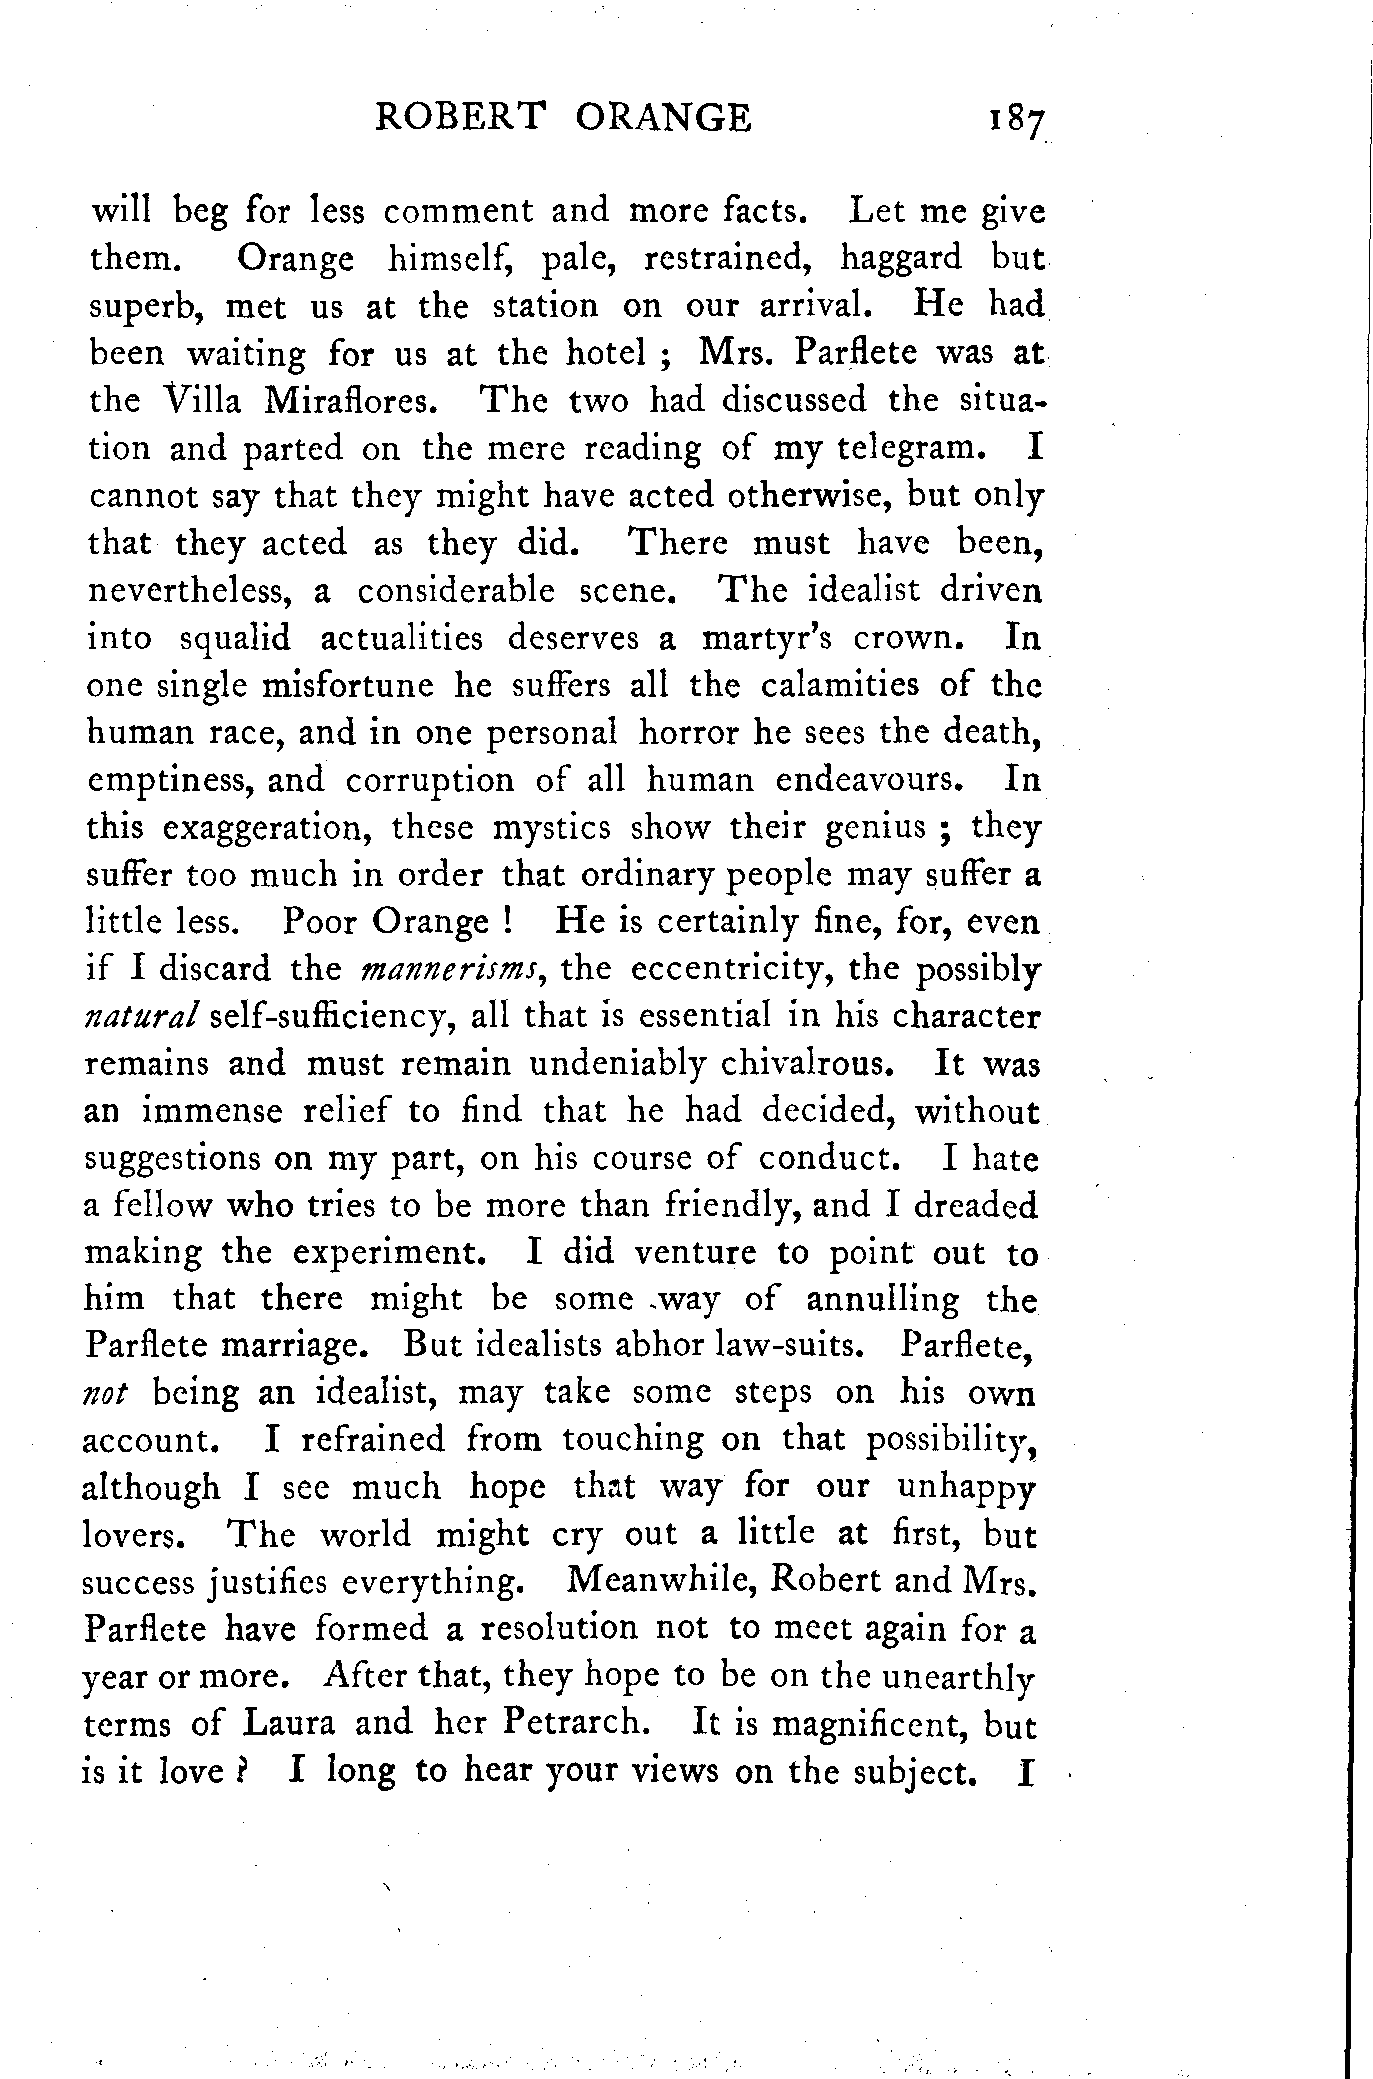 ROBERT ORANGE 187
will beg for less comment and more facts. Let me give
them. Orange himself, pale, restrained, haggard but
superb, met us at the station on our arrival. He had
been waiting for us at the hotel ; Mrs. Parflete was at
the Villa Miraflores. The two had discussed the situa-
tion and parted on the mere reading of my telegram. I
cannot say that they might have acted otherwise, but only
that they acted as they did. There must have been,
nevertheless, a considerable scene. The idealist driven
into squalid actualities deserves a martyr's crown. In
one single misfortune he suffers all the calamities of the
human race, and in one personal horror he sees the death,
emptiness, and corruption of all human endeavours. In
this exaggeration, these mystics show their genius ; they
suffer too much in order that ordinary people may suffer a
little less. Poor Orange ! He is certainly fine, for, even
if I discard the mannerisms, the eccentricity, the possibly
natural self-sufficiency, all that is essential in his character
remains and must remain undeniably chivalrous. It was
an immense relief to find that he had decided, without
suggestions on my part, on his course of conduct. I hate
a fellow who tries to be more than friendly, and I dreaded
making the experiment. I did venture to point out to
him that there might be some way of annulling the
Parflete marriage. But idealists abhor law-suits. Parflete,
not being an idealist, may take some steps on his own
account. I refrained from touching on that possibility,
although I see much hope that way for our unhappy
lovers. The world might cry out a little at first, but
success justifies everything. Meanwhile, Robert and Mrs.
Parflete have formed a resolution not to meet again for a
year or more. After that, they hope to be on the unearthly
terms of Laura and her Petrarch. It is magnificent, but
is it love ? I long to hear your views on the subject. I